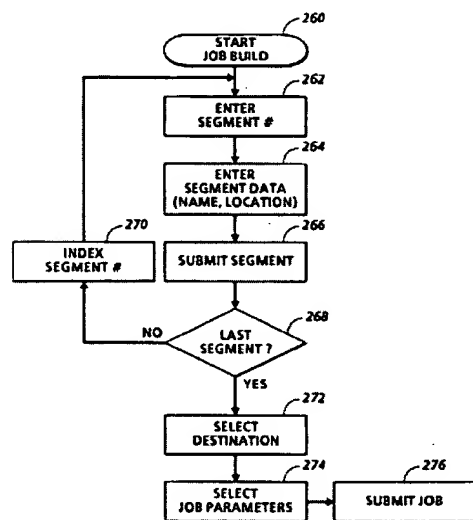 260
START
JOB BUILD
262
ENTER
SEGMENT #
264
ENTER
SEGMENT DATA
(NAME, LOCATION)
270
INDEX
SEGMENT #
266
SUBMIT SEGMENT
268
LAST
SEGMENT ?
NO
YES
272
SELECT
DESTINATION
274
SELECT
JOB PARAMETERS
276
SUBMIT JOB